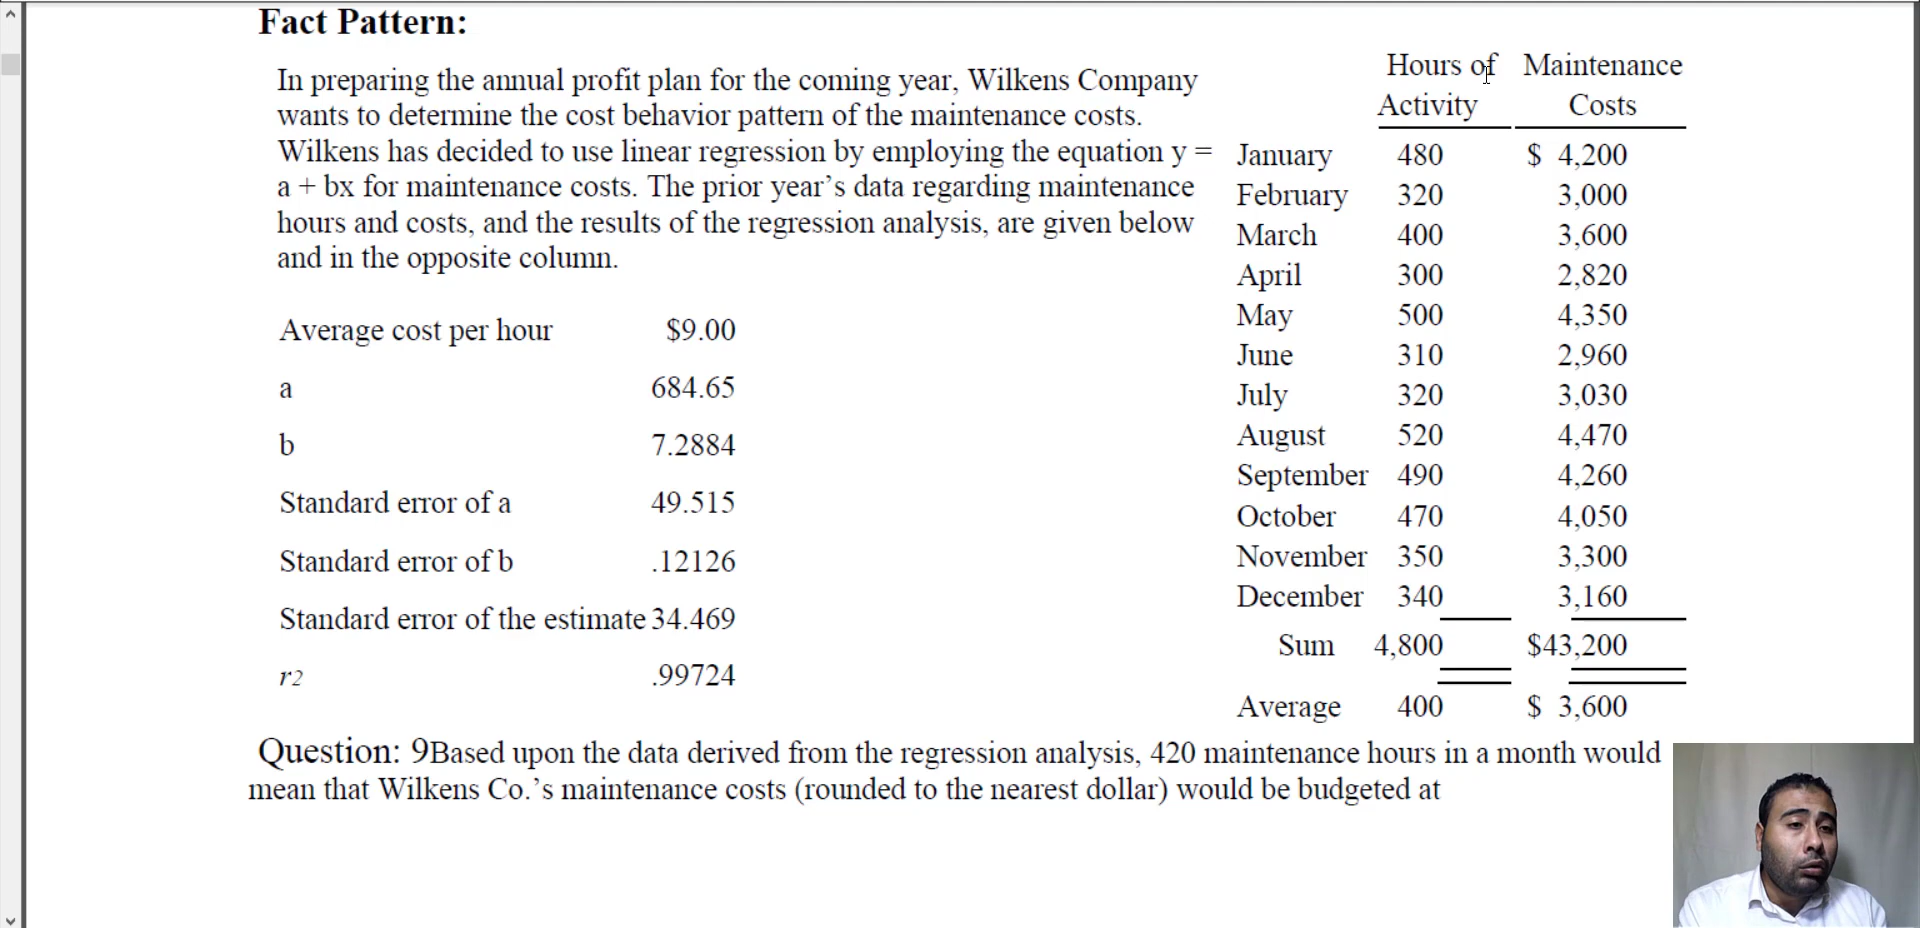 Fact Pattern:
In preparing the annual profit plan for the coming year, Wilkens Company
wants to determine the cost behavior pattern of the maintenance costs.
Wilkens has decided to use linear regression by employing the equation y =
a + bx for maintenance costs. The prior year’s data regarding maintenance
hours and costs, and the results of the regression analysis, are given below
and in the opposite column.
Average cost per hour $9.00
a 684.65
b 7.2884
Standard error of a 49.515
Standard error of b .12126
Standard error of the estimate 34.469
r2 .99724
Hours of Maintenance
Activity Costs
January 480 $ 4,200
February 320 3,000
March 400 3,600
April 300 2,820
May 500 4,350
June 310 2,960
July 320 3,030
August 520 4,470
September 490 4,260
October 470 4,050
November 350 3,300
December 340 3,160
Sum 4,800 $43,200
Average 400 $ 3,600
Question: 9Based upon the data derived from the regression analysis, 420 maintenance hours in a month would
mean that Wilkens Co.’s maintenance costs (rounded to the nearest dollar) would be budgeted at